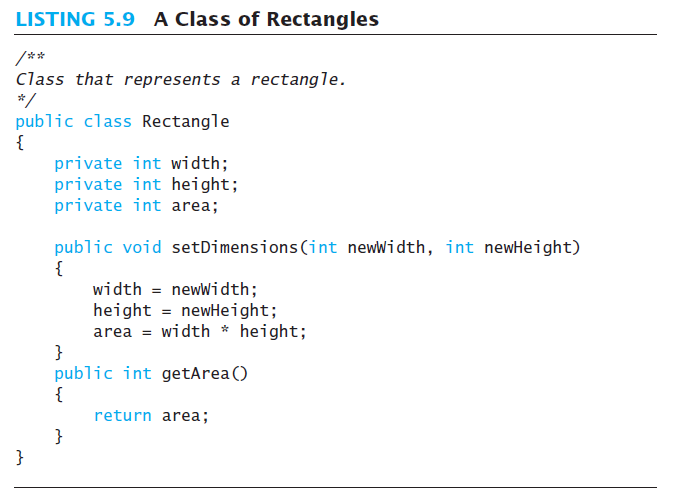 LISTING 5.9 A Class of Rectangles
/**
Class that represents a rectangle.
*/
public class Rectangle
{
    private int width;
    private int height;
    private int area;

    public void setDimensions(int newWidth, int newHeight)
    {
        width = newWidth;
        height = newHeight;
        area = width * height;
    }
    public int getArea()
    {
        return area;
    }
}